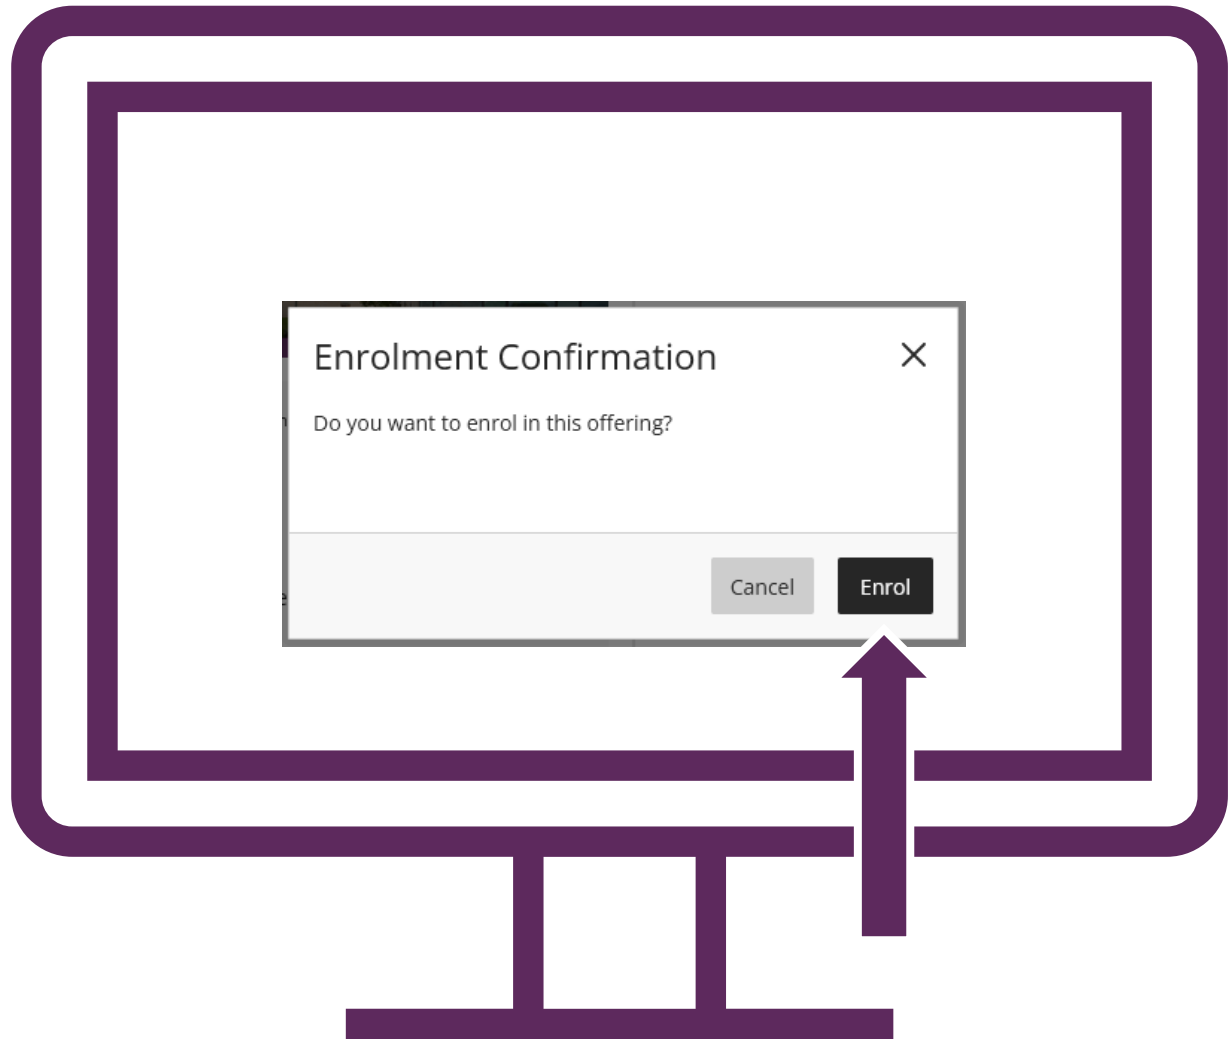 Enrolment Confirmation
Do you want to enrol in this offering?
Cancel Enrol